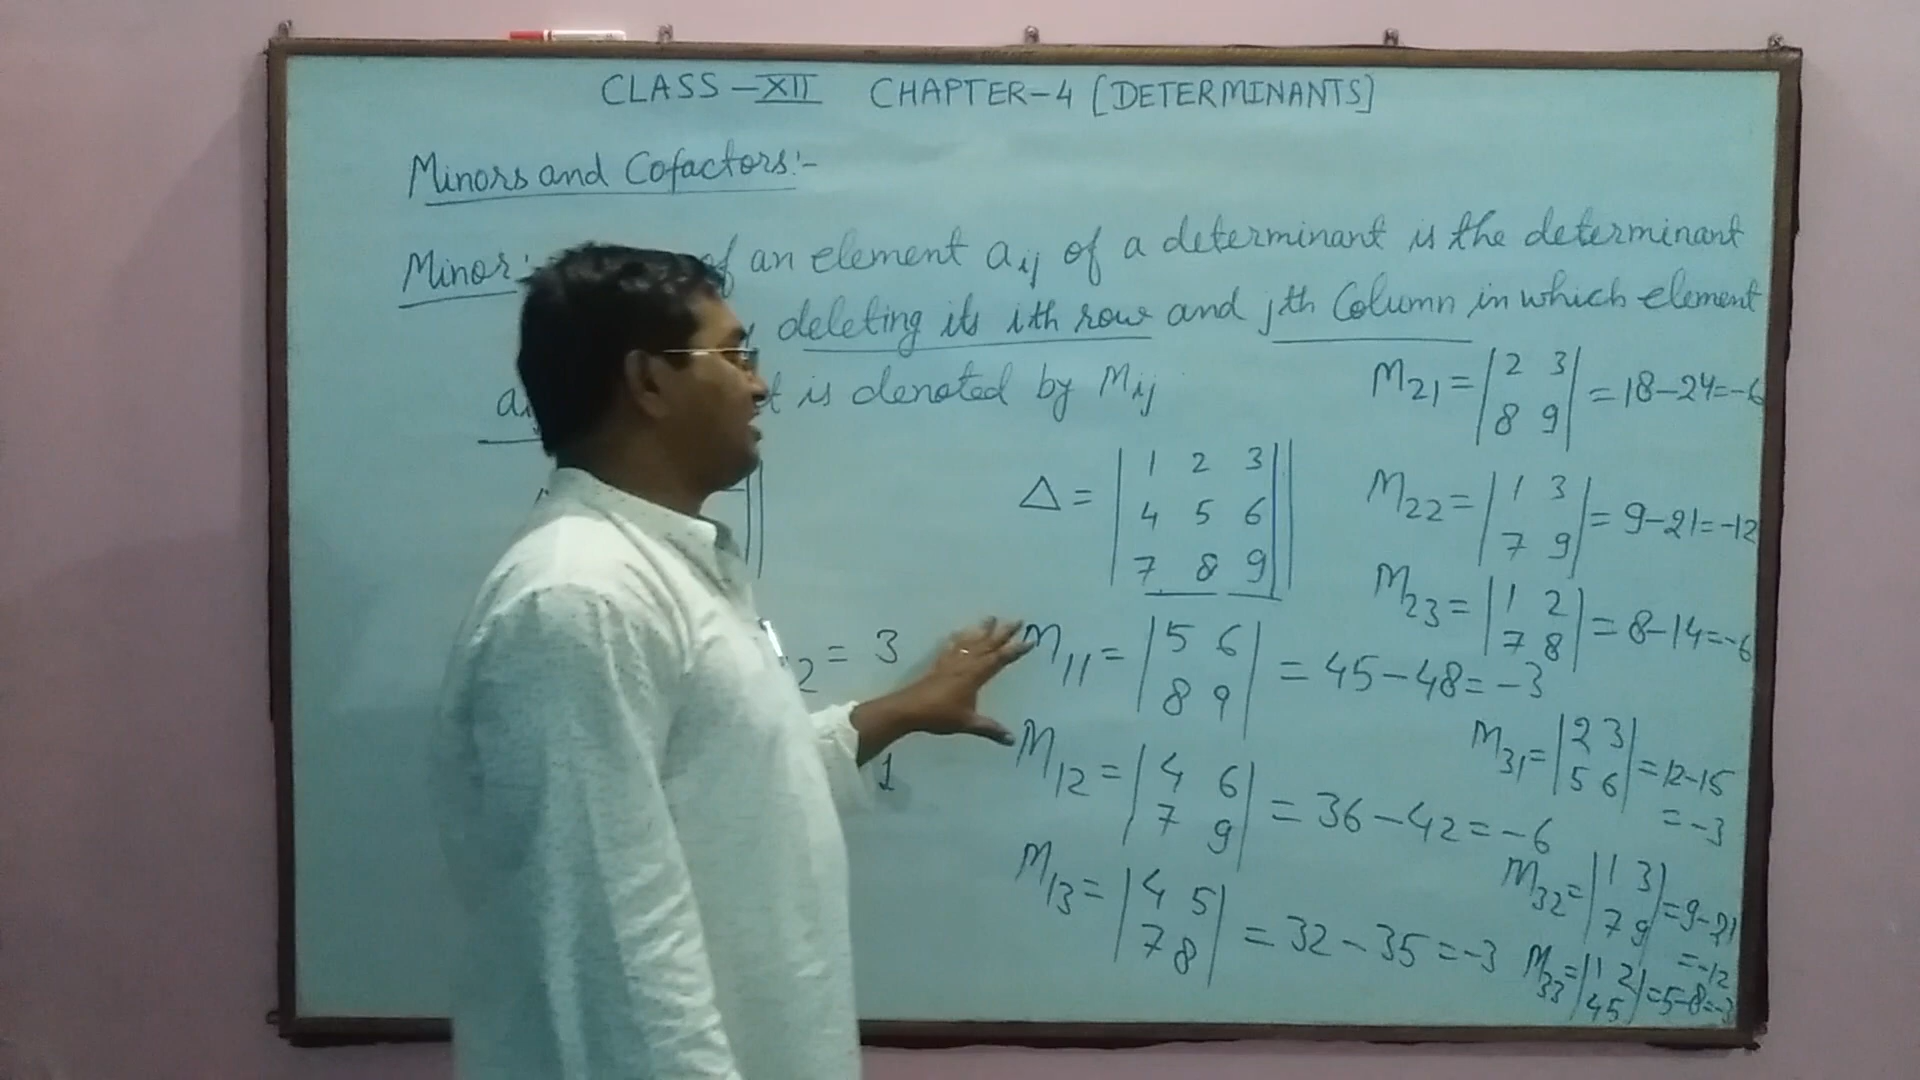 CLASS - XII CHAPTER-4 [DETERMINANTS]
Minors and Cofactors:-
Minor: of an element aij of a determinant is the determinant
deleting its ith row and jth Column in which element
is denoted by Mij
Δ = | 1 2 3 |
4 5 6
7 8 9
2 = 3
1
M11 = | 5 6 | = 45-48 = -3
8 9
M12 = | 4 6 | = 36-42 = -6
7 9
M13 = | 4 5 | = 32-35 = -3
7 8
M21 = | 2 3 | = 18-24=-6
8 9
M22 = | 1 3 | = 9-21=-12
7 9
M23 = | 1 2 | = 8-14=-6
7 8
M31 = | 2 3 | = 12-15
5 6
= -3
M32 = | 1 3 | = 9-21
7 9
= -12
M33 = | 1 2 | = 5-8=-3
4 5